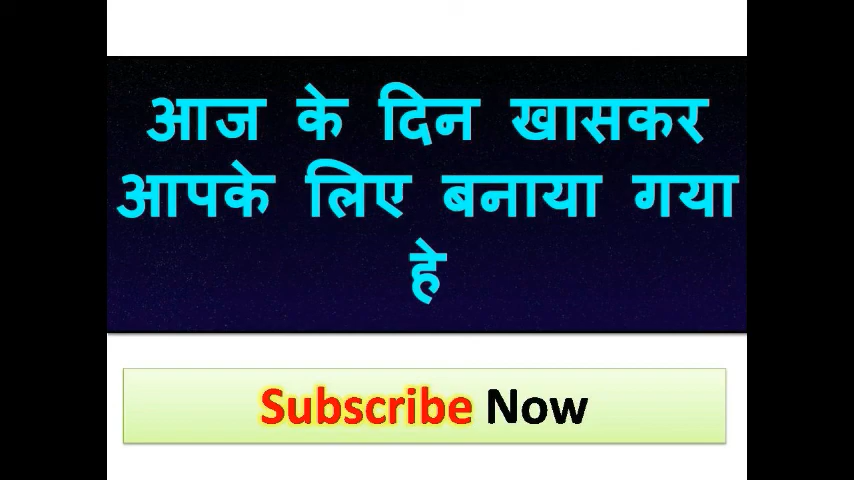 आज के दिन खासकर
आपके लिए बनाया गया
हे
Subscribe Now